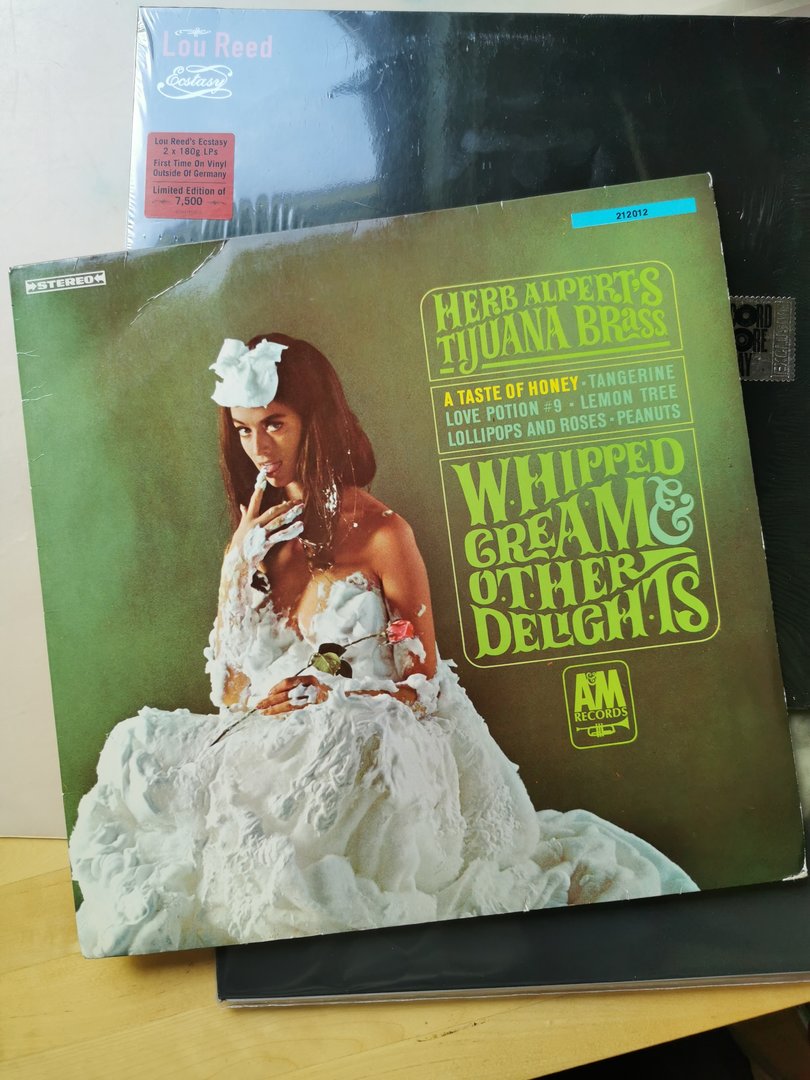 Lou Reed
Ecstasy
Lou Reed's Ecstasy
2 x 180g LPs
First Time On Vinyl
Outside Of Germany
Limited Edition of
7,500
212012
STEREO
HERB ALPERT'S
TIJUANA BRASS
A TASTE OF HONEY • TANGERINE
LOVE POTION #9 • LEMON TREE
LOLLIPOPS AND ROSES • PEANUTS
WHIPPED
CREAM &
OTHER
DELIGHTS
A&M
RECORDS